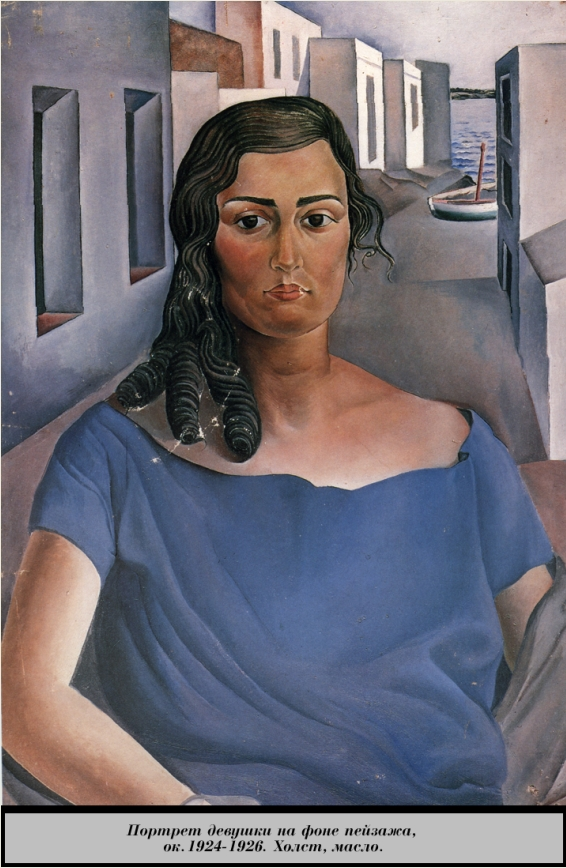 Портрет девушки на фоне пейзажа,
ок. 1924-1926. Холст, масло.